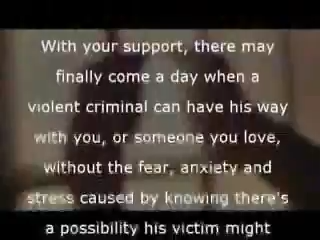 With your support, there may
finally come a day when a
violent criminal can have his way
with you, or someone you love,
without the fear, anxiety and
stress caused by knowing there's
a possibility his victim might